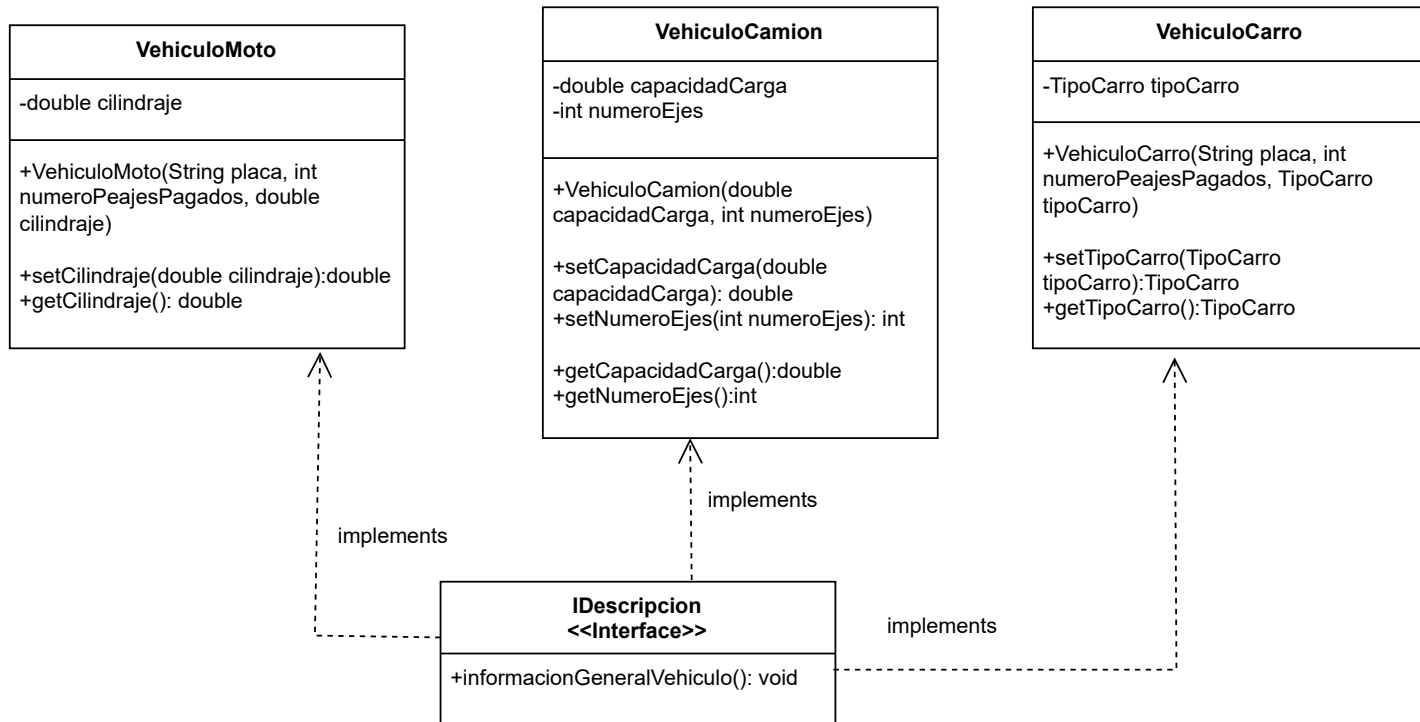 VehiculoMoto
-double cilindraje
+VehiculoMoto(String placa, int
numeroPeajesPagados, double
cilindraje)
+setCilindraje(double cilindraje):double
+getCilindraje(): double
VehiculoCamion
-double capacidadCarga
-int numeroEjes
+VehiculoCamion(double
capacidadCarga, int numeroEjes)
+setCapacidadCarga(double
capacidadCarga): double
+setNumeroEjes(int numeroEjes): int
+getCapacidadCarga():double
+getNumeroEjes():int
VehiculoCarro
-TipoCarro tipoCarro
+VehiculoCarro(String placa, int
numeroPeajesPagados, TipoCarro
tipoCarro)
+setTipoCarro(TipoCarro
tipoCarro):TipoCarro
+getTipoCarro():TipoCarro
implements
implements
implements
IDescripcion
<<Interface>>
+informacionGeneralVehiculo(): void